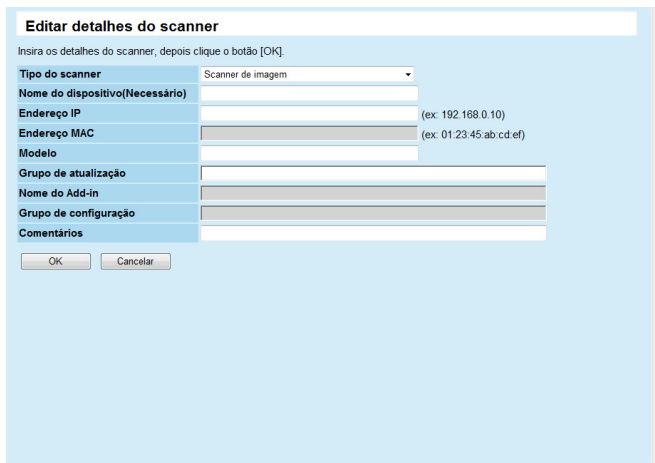 Editar detalhes do scanner
Insira os detalhes do scanner, depois clique o botão [OK].
Tipo do scanner Scanner de imagem
Nome do dispositivo(Necessário)
Endereço IP (ex: 192.168.0.10)
Endereço MAC (ex: 01:23:45:ab:cd:ef)
Modelo
Grupo de atualização
Nome do Add-in
Grupo de configuração
Comentários
OK Cancelar